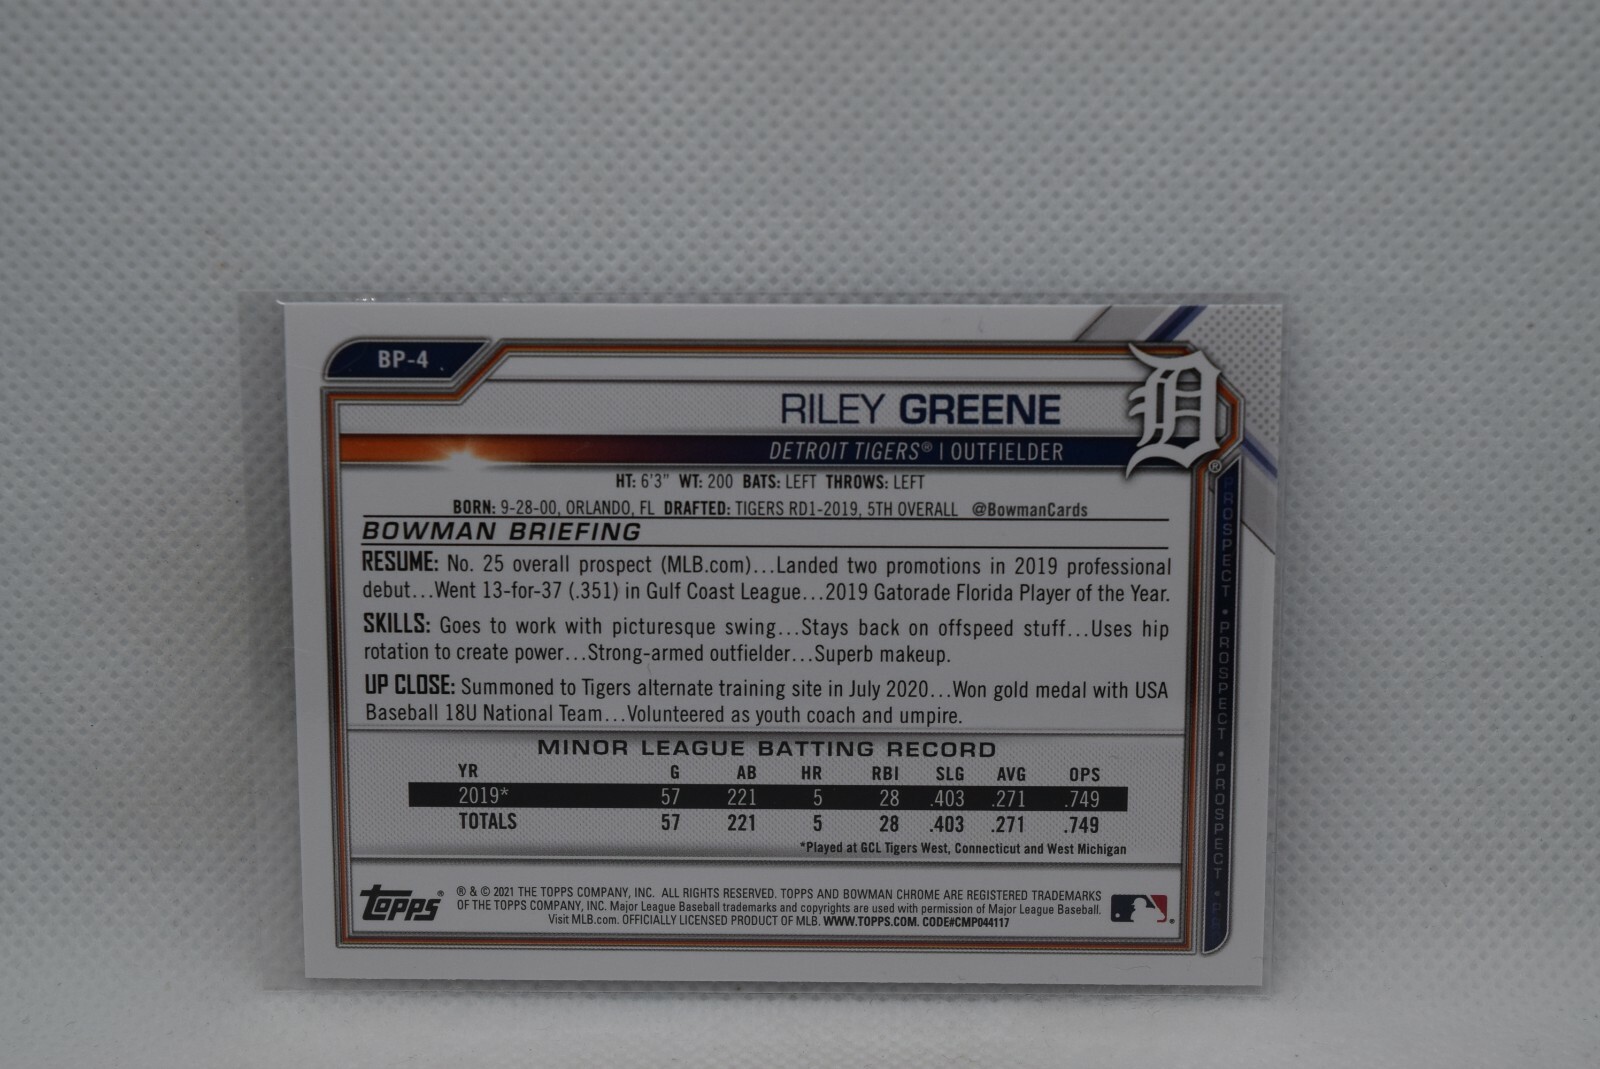 BP-4
RILEY GREENE
DETROIT TIGERS® | OUTFIELDER
HT: 6'3" WT: 200 BATS: LEFT THROWS: LEFT
BORN: 9-28-00, ORLANDO, FL DRAFTED: TIGERS RD1-2019, 5TH OVERALL @BowmanCards
BOWMAN BRIEFING
RESUME: No. 25 overall prospect (MLB.com)...Landed two promotions in 2019 professional
debut...Went 13-for-37 (.351) in Gulf Coast League...2019 Gatorade Florida Player of the Year.
SKILLS: Goes to work with picturesque swing...Stays back on offspeed stuff...Uses hip
rotation to create power...Strong-armed outfielder...Superb makeup.
UP CLOSE: Summoned to Tigers alternate training site in July 2020...Won gold medal with USA
Baseball 18U National Team...Volunteered as youth coach and umpire.
MINOR LEAGUE BATTING RECORD
YR G AB HR RBI SLG AVG OPS
2019* 57 221 5 28 .403 .271 .749
TOTALS 57 221 5 28 .403 .271 .749
*Played at GCL Tigers West, Connecticut and West Michigan
Topps®
® & © 2021 THE TOPPS COMPANY, INC. ALL RIGHTS RESERVED. TOPPS AND BOWMAN CHROME ARE REGISTERED TRADEMARKS
OF THE TOPPS COMPANY, INC. Major League Baseball trademarks and copyrights are used with permission of Major League Baseball.
Visit MLB.com. OFFICIALLY LICENSED PRODUCT OF MLB. WWW.TOPPS.COM. CODE#CMP044117
D®
PROSPECT • PROSPECT • PROSPECT • PR